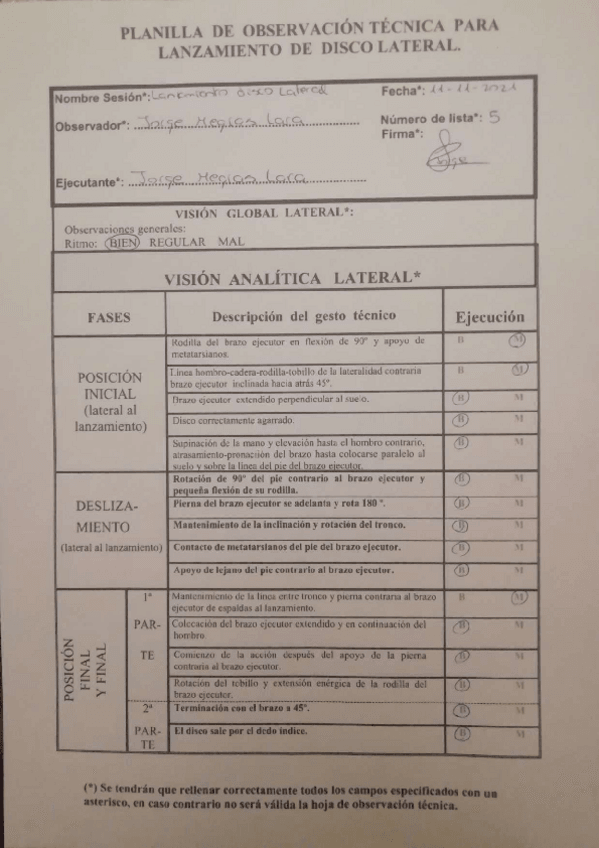 PLANILLA DE OBSERVACIÓN TÉCNICA PARA
LANZAMIENTO DE DISCO LATERAL.
Nombre Sesión*: Lanzamiento disco Lateral
Fecha*: 11-11-2021
Observador*: Jorge Megias Lara
Número de lista*: 5
Firma*:
Ejecutante*: Jorge Megias Lara
VISIÓN GLOBAL LATERAL*:
Observaciones generales:
Ritmo: BIEN REGULAR MAL
VISIÓN ANALÍTICA LATERAL*
FASES Descripción del gesto técnico Ejecución
POSICIÓN
INICIAL
(lateral al
lanzamiento)
Rodilla del brazo ejecutor en flexión de 90º y apoyo de
metatarsianos.
B M
Línea hombro-cadera-rodilla-tobillo de la lateralidad contraria
brazo ejecutor inclinada hacia atrás 45º.
B M
Brazo ejecutor extendido perpendicular al suelo.
B M
Disco correctamente agarrado.
B M
Supinación de la mano y elevación hasta el hombro contrario,
atrasamiento-pronación del brazo hasta colocarse paralelo al
suelo y sobre la línea del pie del brazo ejecutor.
B M
DESLIZA-
MIENTO
(lateral al lanzamiento)
Rotación de 90º del pie contrario al brazo ejecutor y
pequeña flexión de su rodilla.
B M
Pierna del brazo ejecutor se adelanta y rota 180 º.
B M
Mantenimiento de la inclinación y rotación del tronco.
B M
Contacto de metatarsianos del pie del brazo ejecutor.
B M
Apoyo de lejano del pie contrario al brazo ejecutor.
B M
POSICIÓN
FINAL
Y FINAL
1ª
PAR-
TE
Mantenimiento de la línea entre tronco y pierna contraria al brazo
ejecutor de espaldas al lanzamiento.
B M
Colocación del brazo ejecutor extendido y en continuación del
hombro.
B M
Comienzo de la acción después del apoyo de la pierna
contraria al brazo ejecutor.
B M
Rotación del tobillo y extensión enérgica de la rodilla del
brazo ejecutor.
B M
2ª
PAR-
TE
Terminación con el brazo a 45º.
B M
El disco sale por el dedo índice.
B M
(*) Se tendrán que rellenar correctamente todos los campos especificados con un
asterisco, en caso contrario no será válida la hoja de observación técnica.